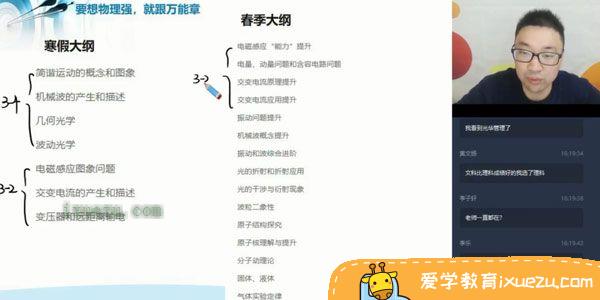 要想物理强，就跟万能章
寒假大纲
3-4
简谐运动的概念和图象
机械波的产生和描述
几何光学
波动光学
3-2
电磁感应图象问题
交变电流的产生和描述
变压器和远距离输电
春季大纲
3-2
电磁感应“能力”提升
电量、动量问题和含容电路问题
交变电流原理提升
交变电流应用提升
振动问题提升
机械波概念提升
振动和波综合进阶
光的折射和折射应用
光的干涉与衍射现象
波粒二象性
原子结构探究
原子核理解与提升
分子动理论
固体、液体
气体实验定律
我看到光华管理了
16:19:34
文科比理科成绩好的我选了理科
李子轩
16:19:38
老师一直都在?
李乐
16:19:43
爱学教育ixuezu.com